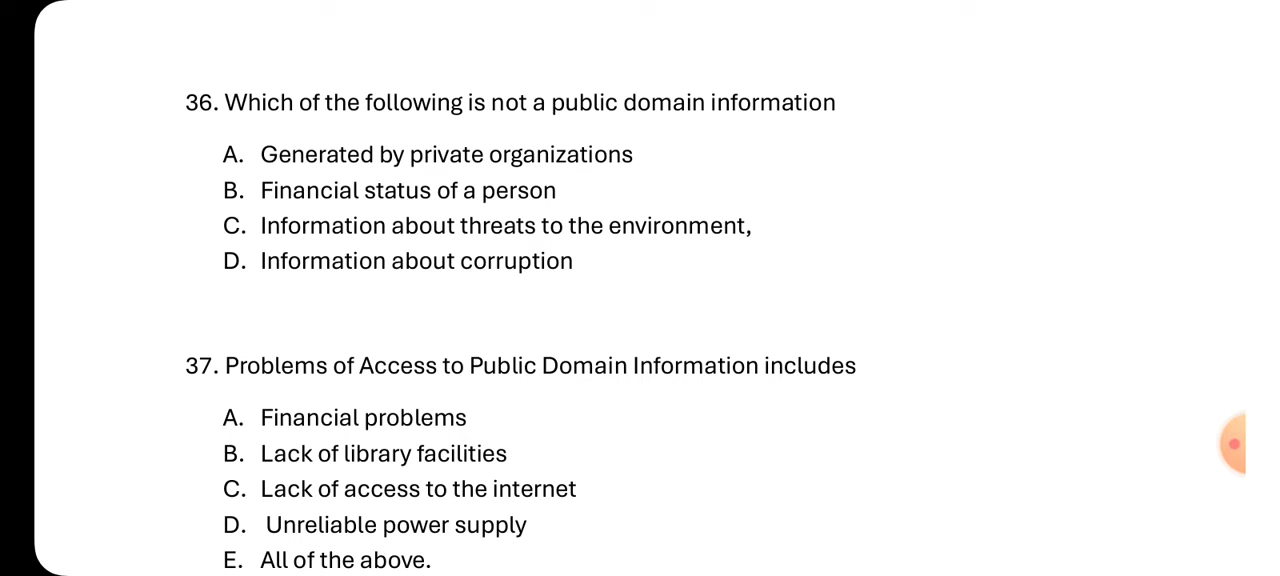 36. Which of the following is not a public domain information
A. Generated by private organizations
B. Financial status of a person
C. Information about threats to the environment,
D. Information about corruption
37. Problems of Access to Public Domain Information includes
A. Financial problems
B. Lack of library facilities
C. Lack of access to the internet
D. Unreliable power supply
E. All of the above.